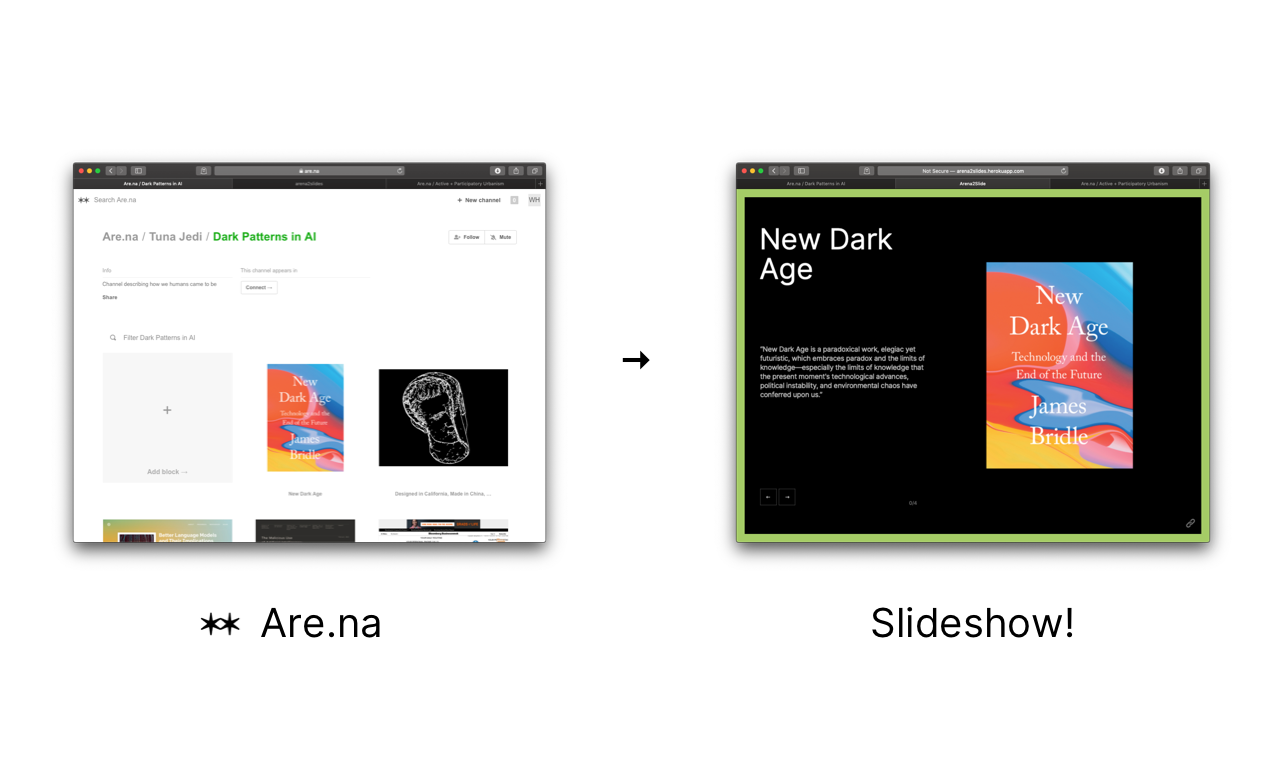 are.na
Are.na / Dark Patterns in AI
arena2slides
Are.na / Active + Participatory Urbanism
Search Are.na
New channel
WH
Are.na / Tuna Jedi / Dark Patterns in AI
Follow
Mute
Info
This channel appears in
Channel describing how we humans came to be
Connect →
Share
Filter Dark Patterns in AI
+
Add block →
New
Dark Age
Technology and the
End of the Future
James
Bridle
New Dark Age
Designed in California, Made in China, ...
Better Language Models
and Their Implications
Are.na
→
Not Secure — arena2slides.herokuapp.com
Are.na / Dark Patterns in AI
Arena2Slide
Are.na / Active + Participatory Urbanism
New Dark
Age
"New Dark Age is a paradoxical work, elegiac yet
futuristic, which embraces paradox and the limits of
knowledge—especially the limits of knowledge that
the present moment's technological advances,
political instability, and environmental chaos have
conferred upon us."
← →
0/4
New
Dark Age
Technology and the
End of the Future
James
Bridle
Slideshow!